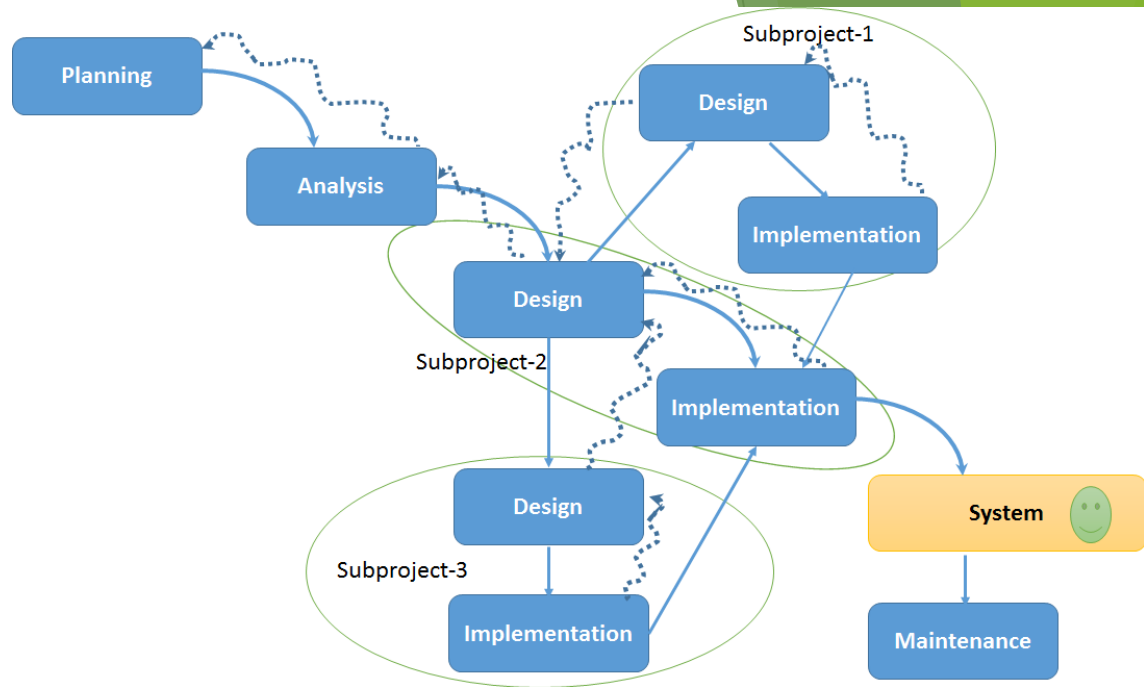 Subproject-1
Planning
Design
Analysis
Implementation
Design
Subproject-2
Implementation
Design
System
Subproject-3
Implementation
Maintenance